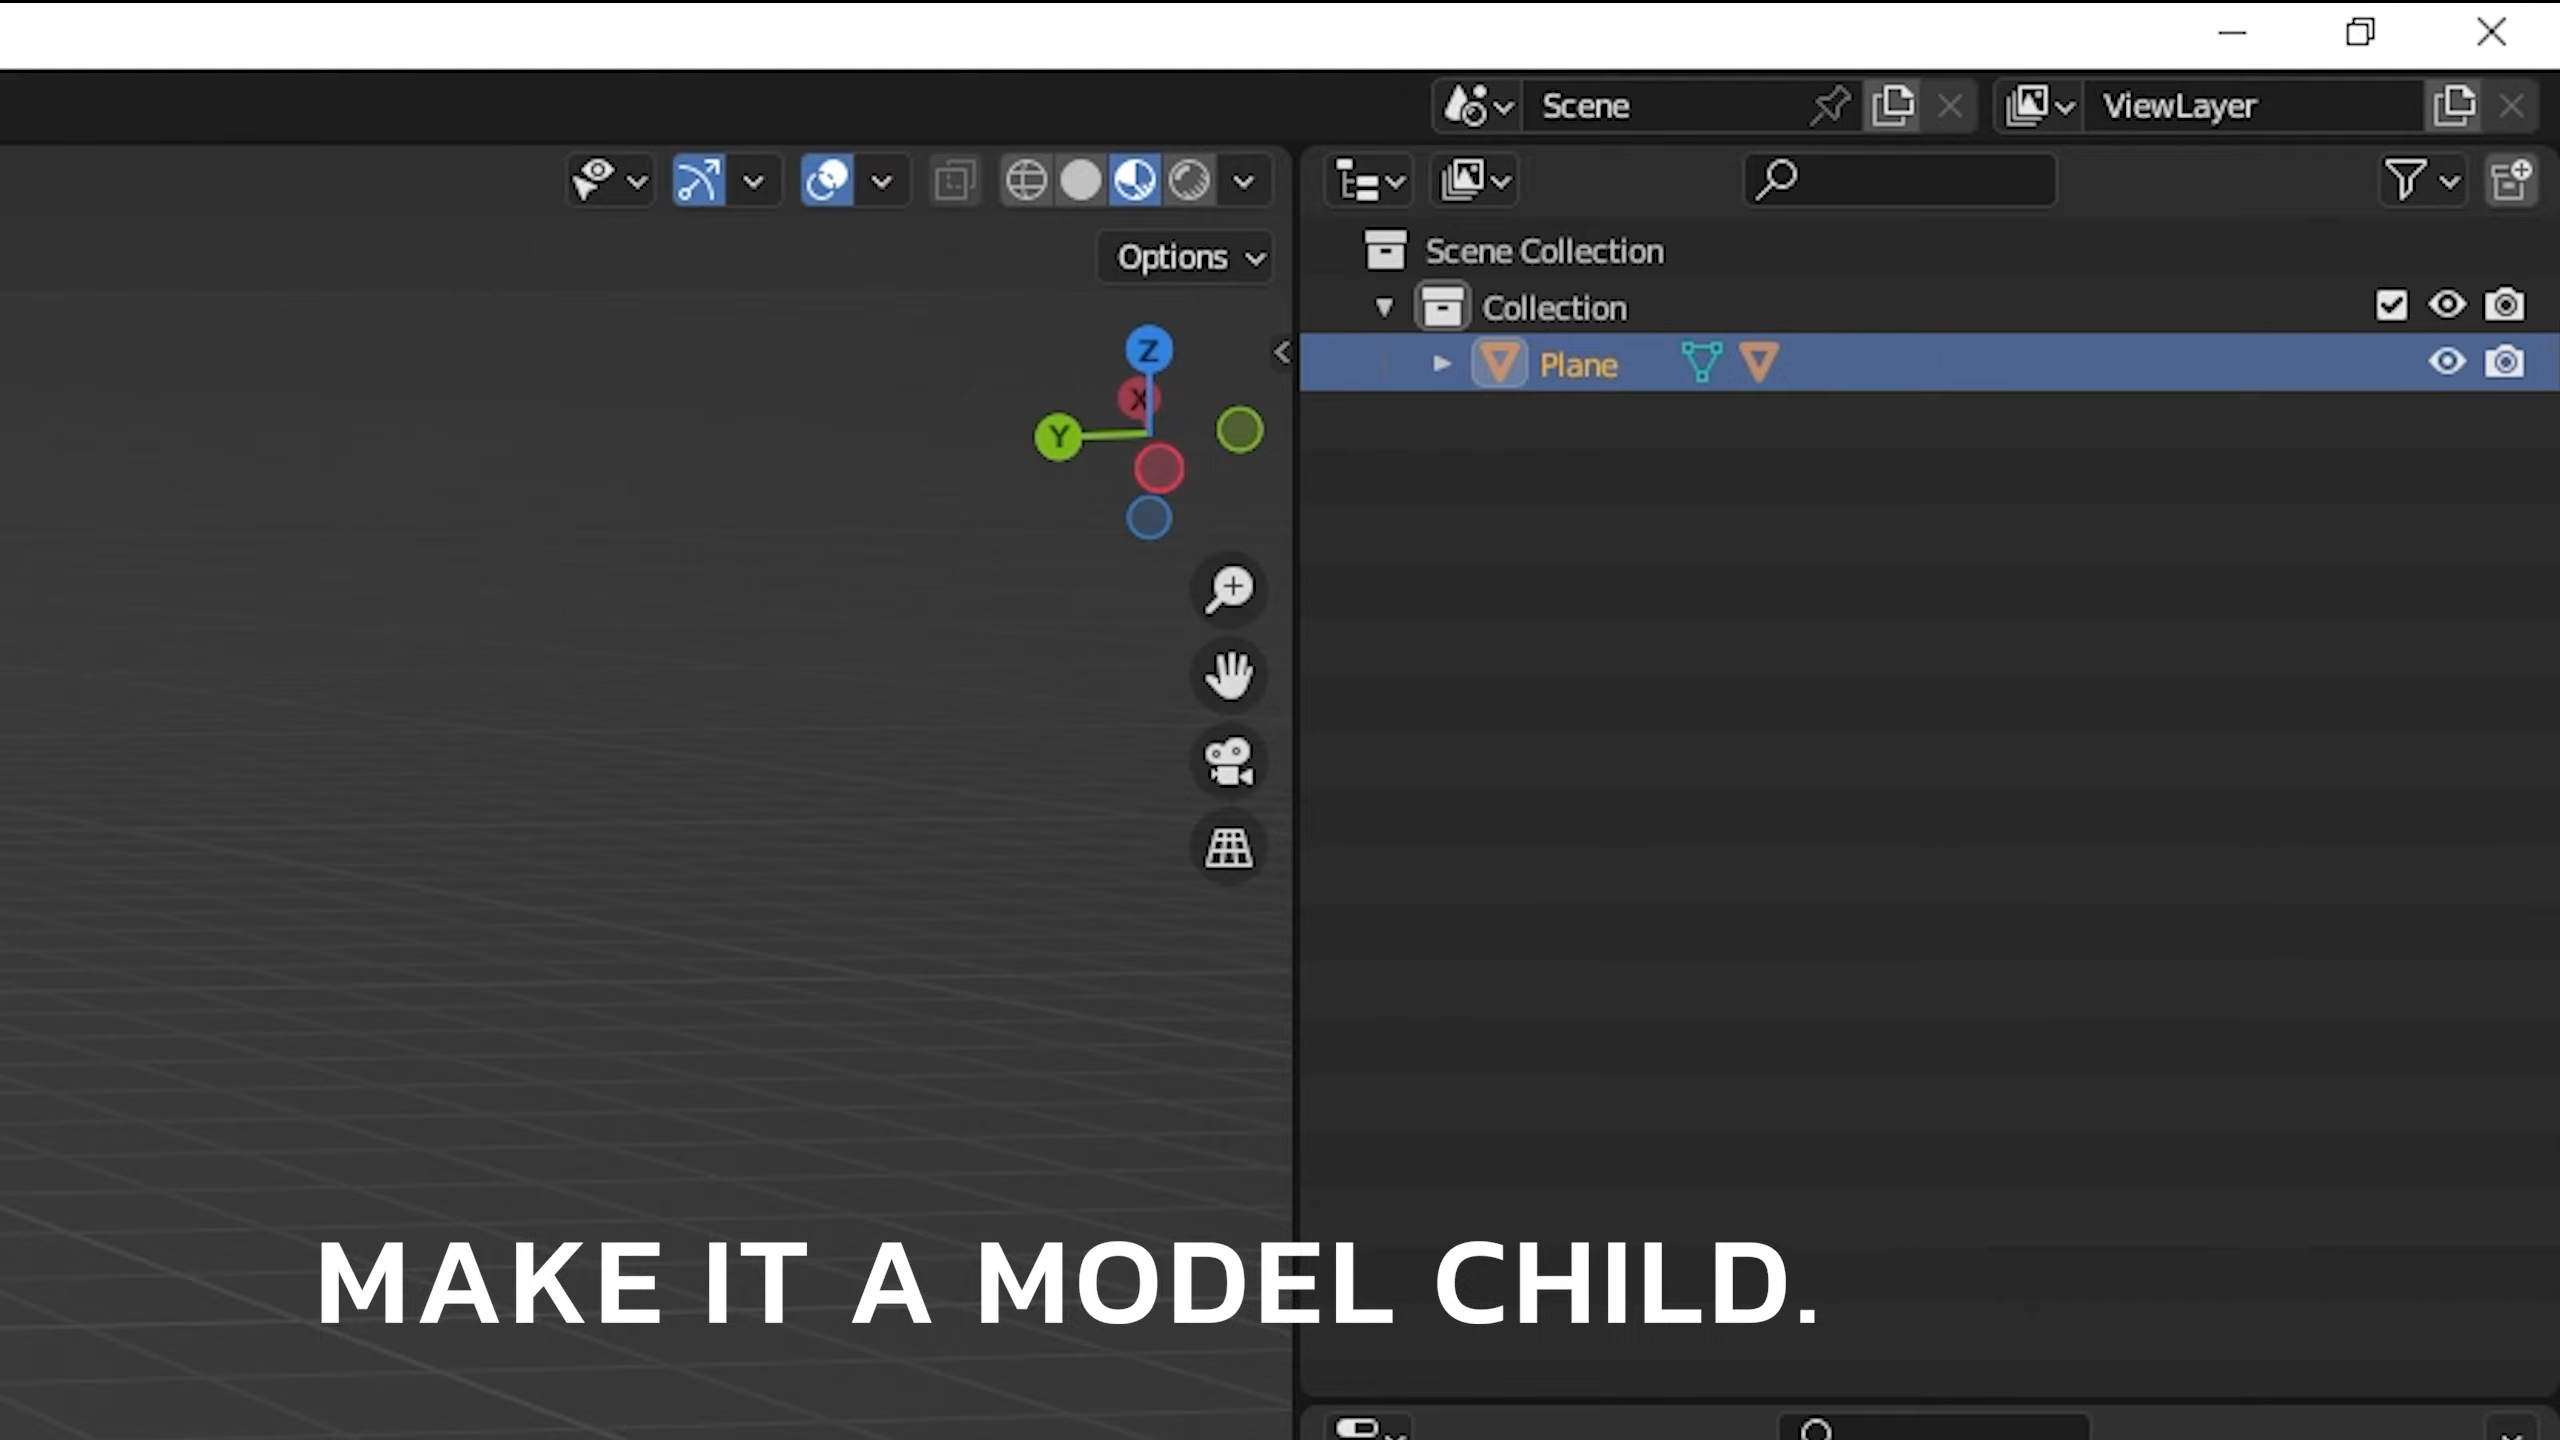 Scene
ViewLayer
Options
Scene Collection
Collection
Plane
Z
X
Y
MAKE IT A MODEL CHILD.